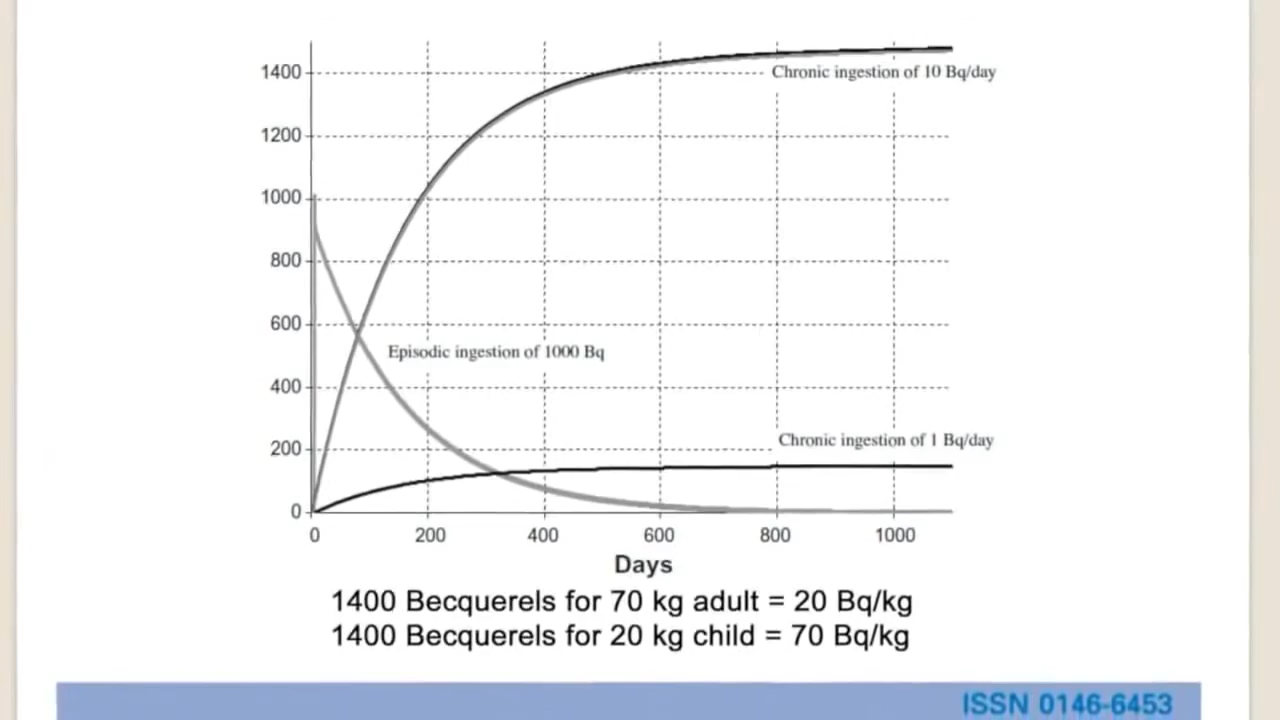 1400
Chronic ingestion of 10 Bq/day
1200
1000
800
600
Episodic ingestion of 1000 Bq
400
Chronic ingestion of 1 Bq/day
200
0
0 200 400 600 800 1000
Days
1400 Becquerels for 70 kg adult = 20 Bq/kg
1400 Becquerels for 20 kg child = 70 Bq/kg
ISSN 0146-6453